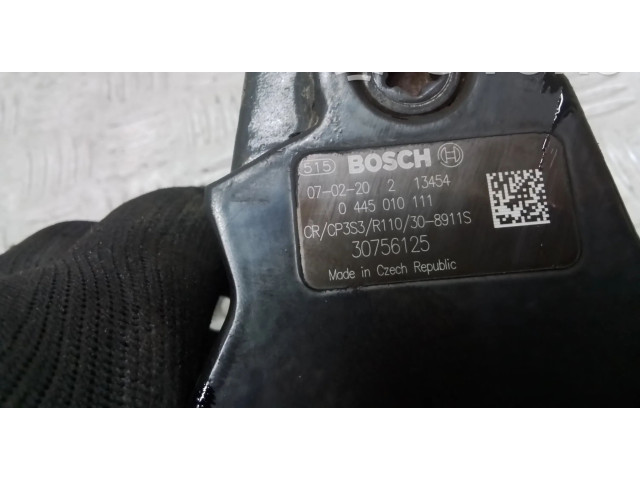 515 BOSCH
07-02-20 2 13454
0 445 010 111
CR/CP3S3/R110/30-8911S
30756125
Made in Czech Republic